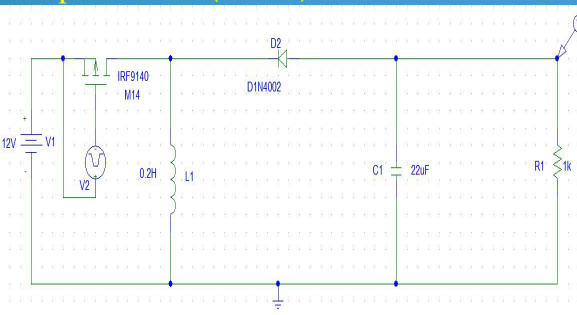 D2
IRF9140
M14
D1N4002
12V
+
V1
-
V2
0.2H
L1
C1
22uF
R1
1k